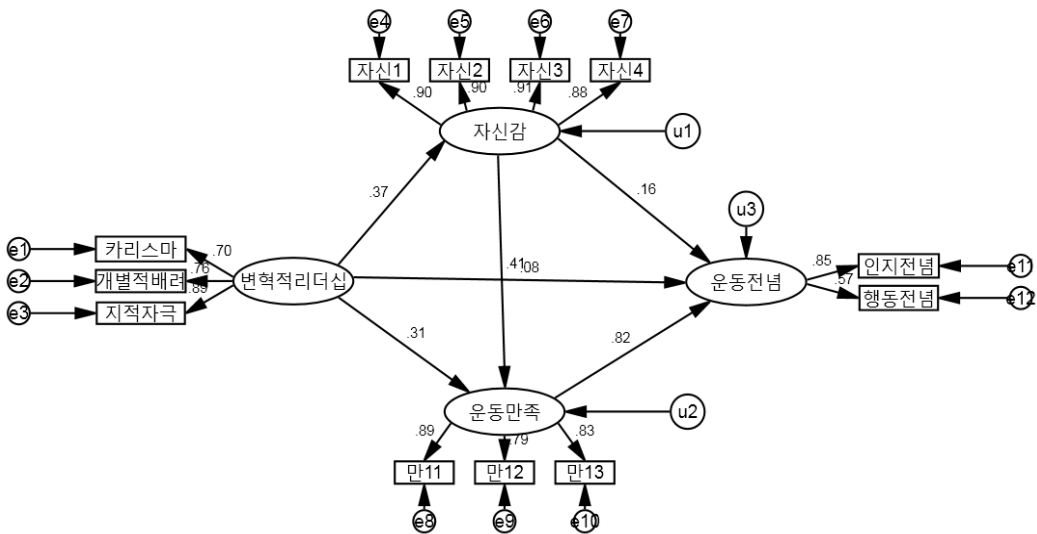 e4 e5 e6 e7
자신1 자신2 자신3 자신4
.90 .90 .91 .88
자신감 u1
.37 .16
u3
e1 카리스마 .70
e2 개별적배려 .76 변혁적리더십 .41 .08 운동전념 .85 인지전념 e11
e3 지적자극 .89 .57 행동전념 e12
.31 .82
운동만족 u2
.89 .79 .83
만11 만12 만13
e8 e9 e10